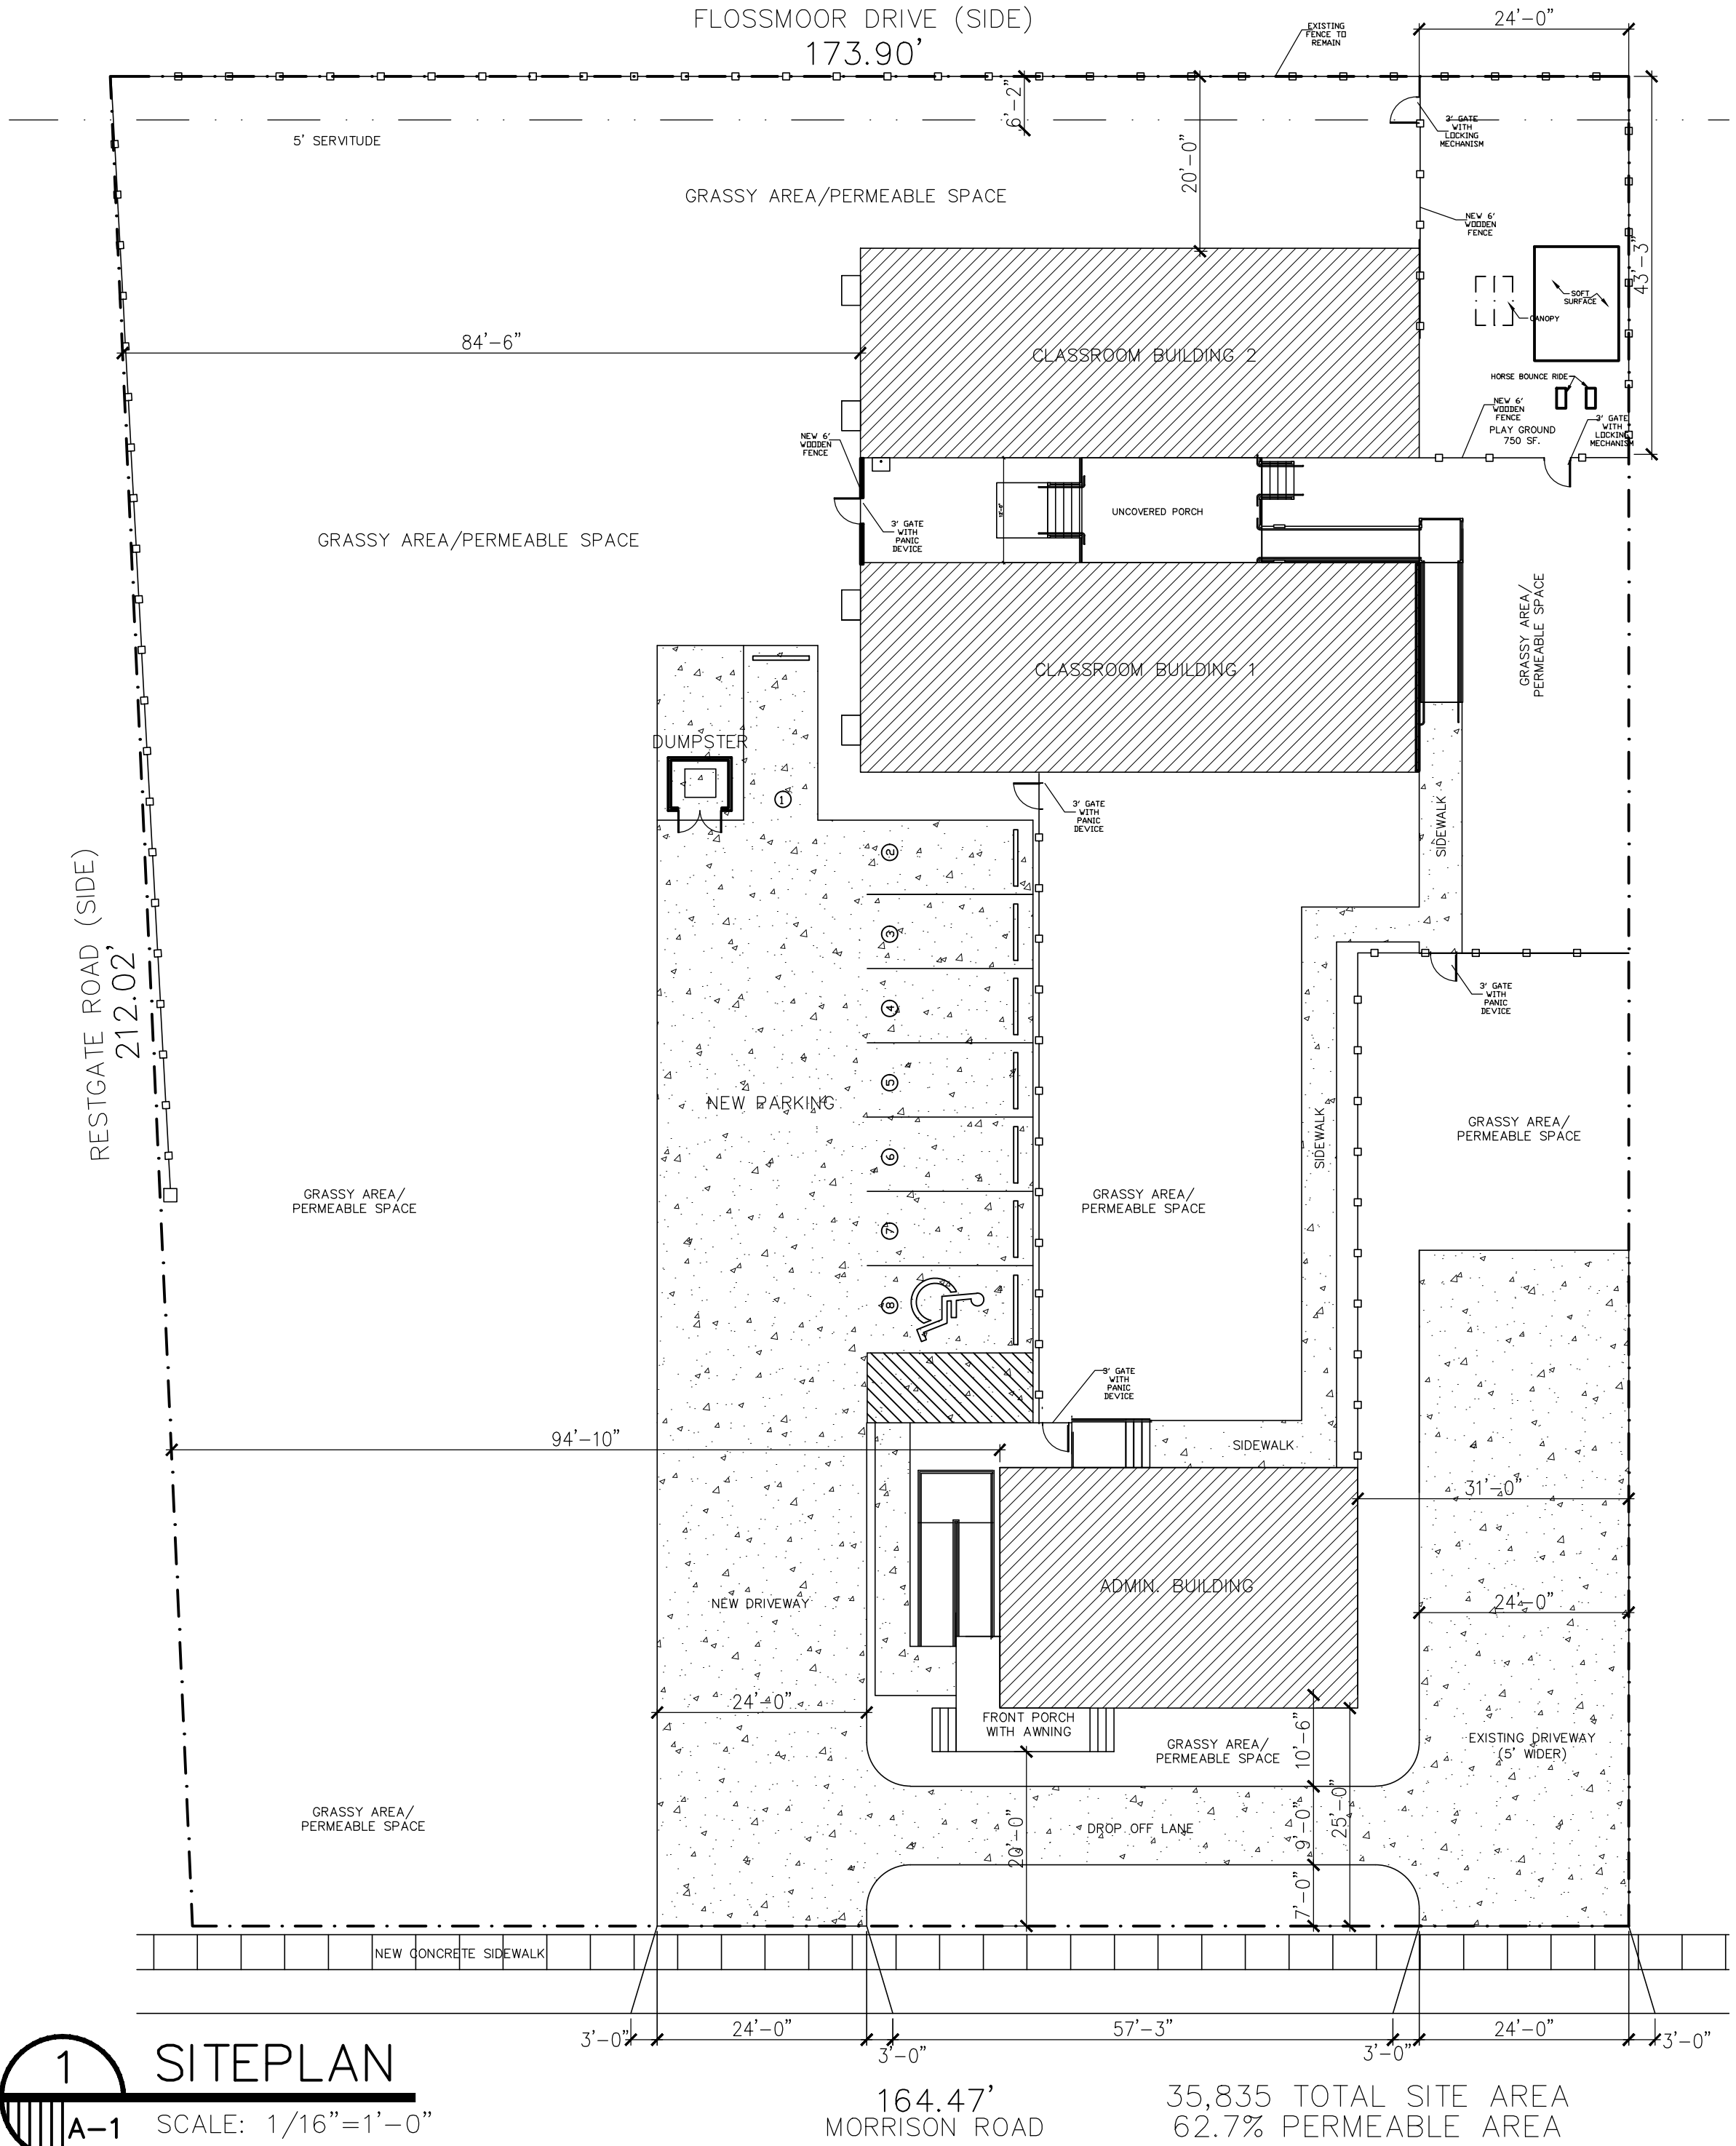 FLOSSMOOR DRIVE (SIDE)
173.90'
24'-0"
EXISTING
FENCE TO
REMAIN
6'-2"
5' SERVITUDE
3' GATE
WITH
LOCKING
MECHANISM
20'-0"
GRASSY AREA/PERMEABLE SPACE
NEW 6'
WOODEN
FENCE
43'-3"
SOFT
SURFACE
CANOPY
84'-6"
CLASSROOM BUILDING 2
HORSE BOUNCE RIDE
NEW 6'
WOODEN
FENCE
PLAY GROUND
750 SF.
3' GATE
WITH
LOCKING
MECHANISM
NEW 6'
WOODEN
FENCE
UNCOVERED PORCH
3' GATE
WITH
PANIC
DEVICE
GRASSY AREA/PERMEABLE SPACE
GRASSY AREA/
PERMEABLE SPACE
CLASSROOM BUILDING 1
DUMPSTER
1
3' GATE
WITH
PANIC
DEVICE
SIDEWALK
2
3
RESTGATE ROAD (SIDE)
212.02'
3' GATE
WITH
PANIC
DEVICE
4
5
NEW PARKING
SIDEWALK
GRASSY AREA/
PERMEABLE SPACE
6
GRASSY AREA/
PERMEABLE SPACE
GRASSY AREA/
PERMEABLE SPACE
7
8
3' GATE
WITH
PANIC
DEVICE
94'-10"
SIDEWALK
31'-0"
ADMIN. BUILDING
NEW DRIVEWAY
24'-0"
24'-0"
FRONT PORCH
WITH AWNING
GRASSY AREA/
PERMEABLE SPACE
10'-6"
EXISTING DRIVEWAY
(5' WIDER)
GRASSY AREA/
PERMEABLE SPACE
DROP OFF LANE
20'-0"
9'-0"
25'-0"
7'-0"
NEW CONCRETE SIDEWALK
3'-0"
24'-0"
3'-0"
57'-3"
3'-0"
24'-0"
3'-0"
1
SITEPLAN
A-1
SCALE: 1/16"=1'-0"
164.47'
MORRISON ROAD
35,835 TOTAL SITE AREA
62.7% PERMEABLE AREA